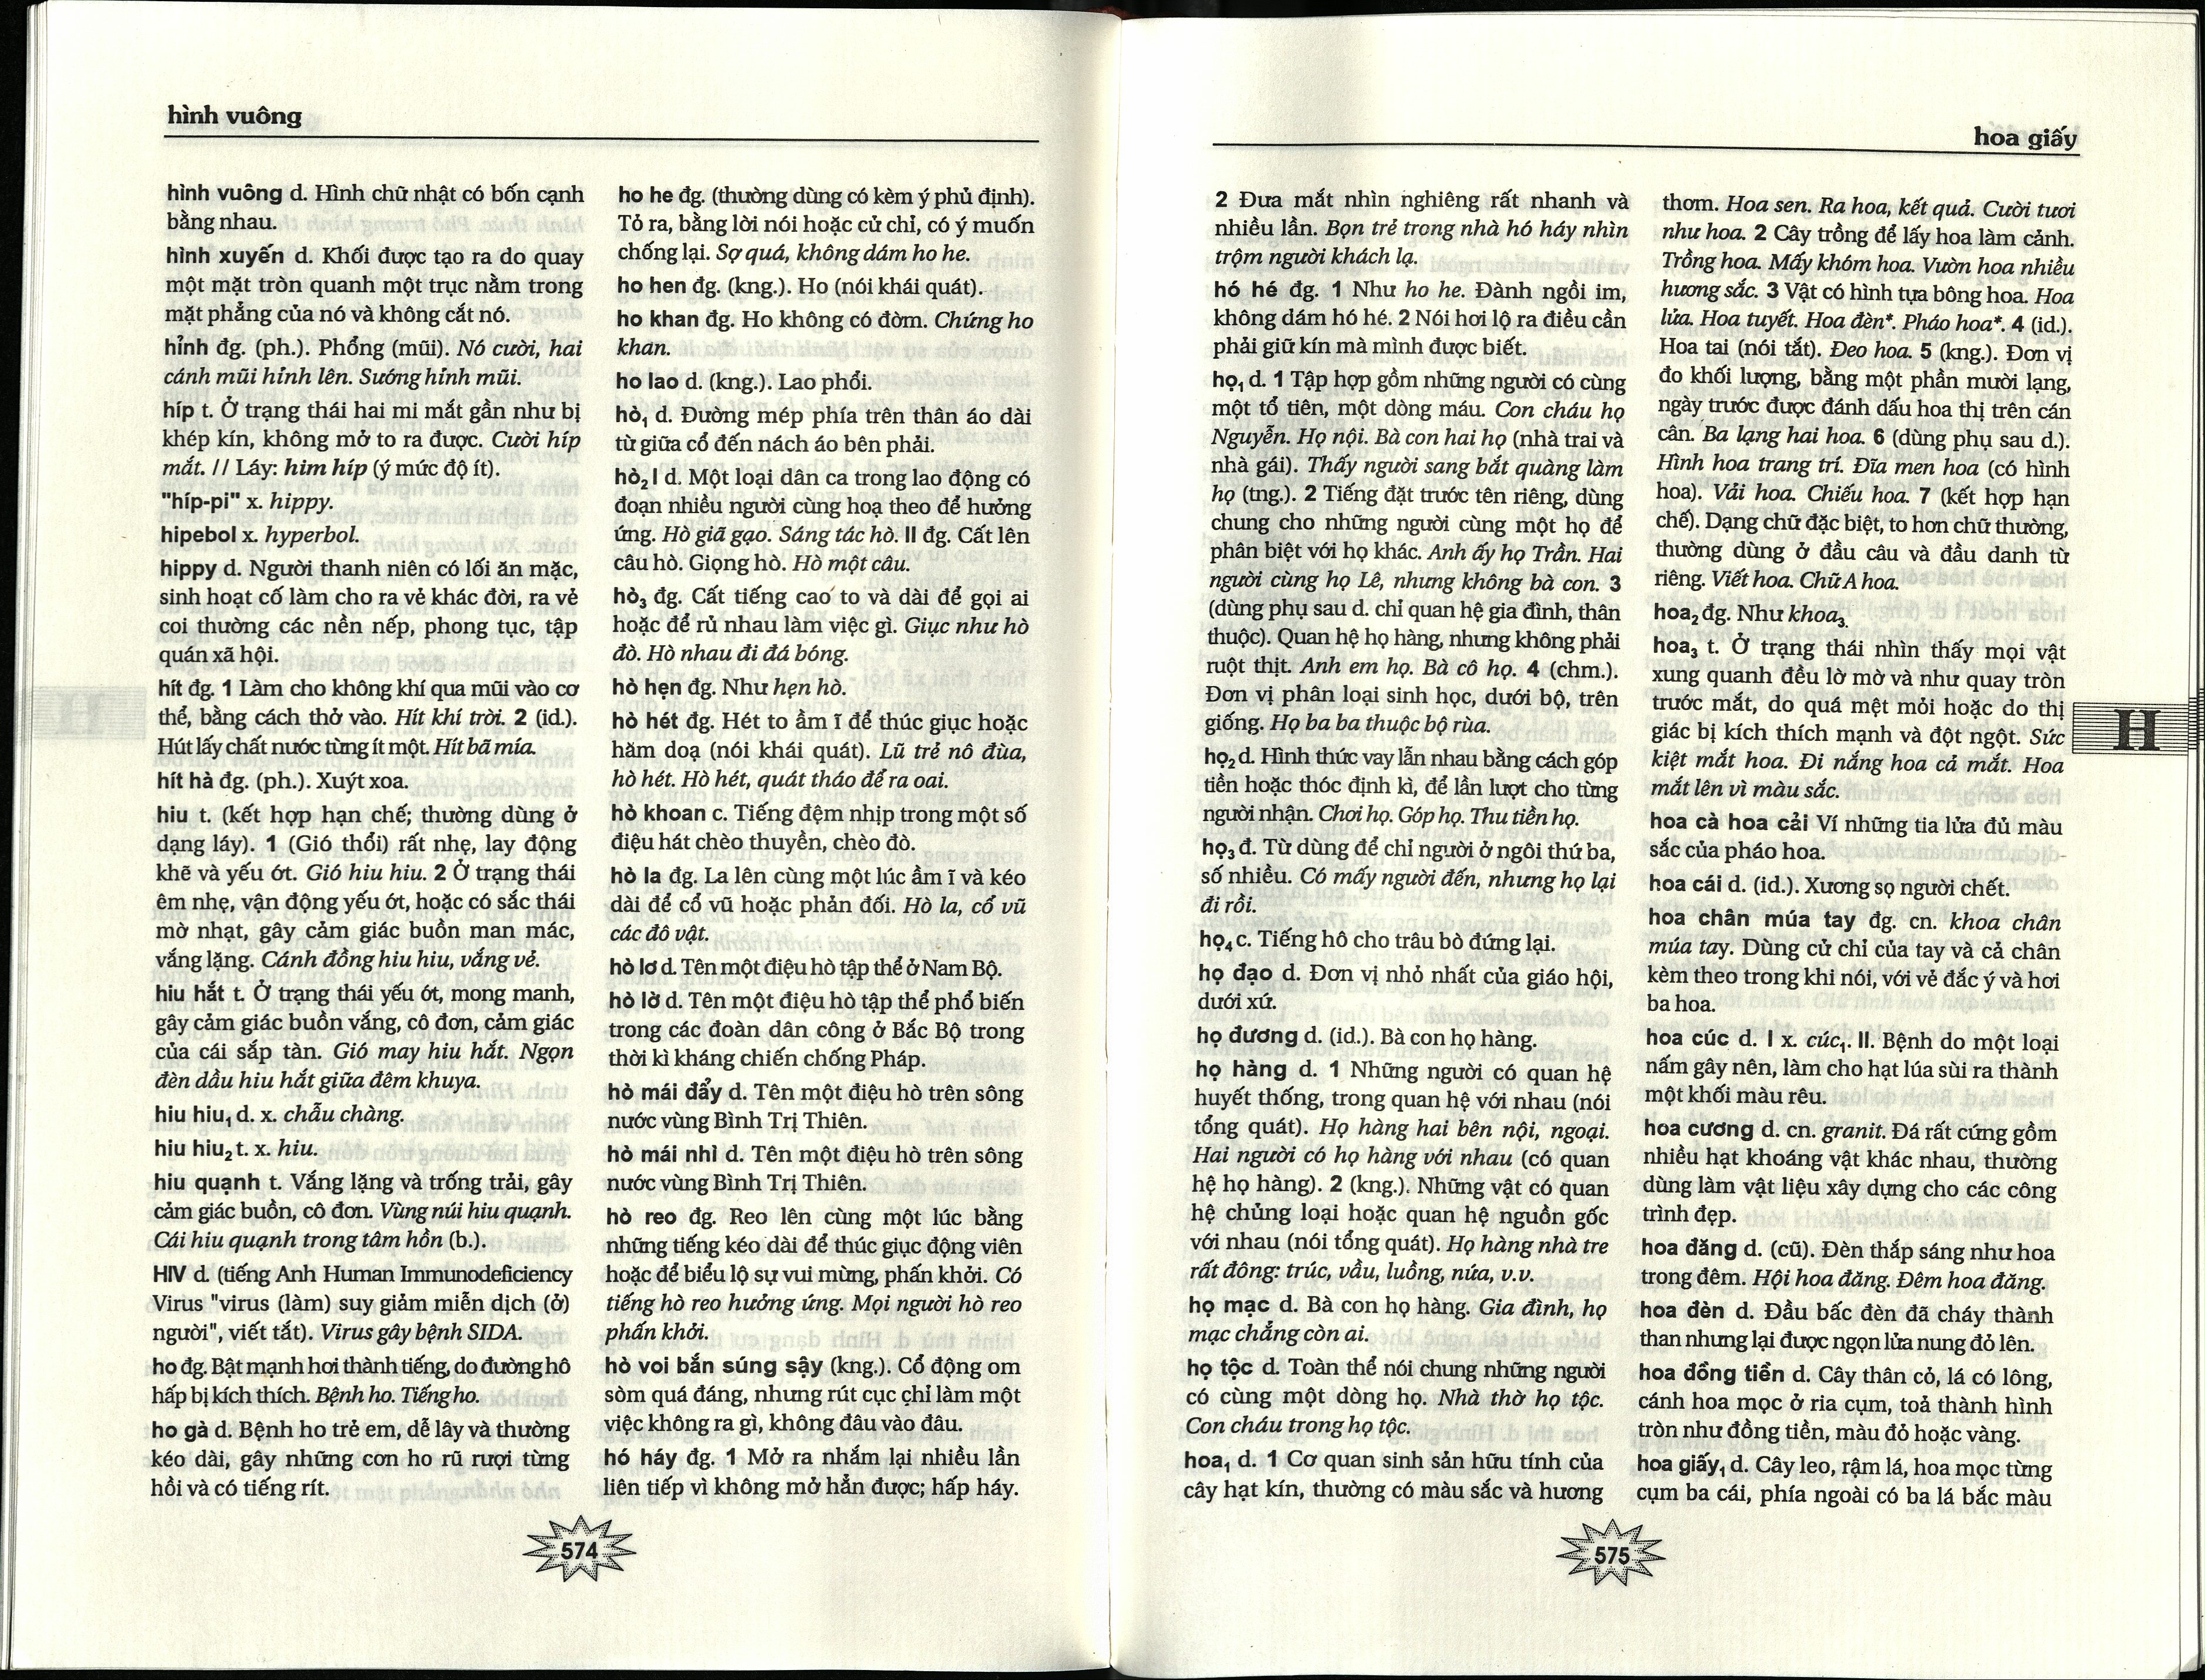 hình vuông
hình vuông d. Hình chữ nhật có bốn cạnh
bằng nhau.
hình xuyến d. Khối được tạo ra do quay
một mặt tròn quanh một trục nằm trong
mặt phẳng của nó và không cắt nó.
hỉnh đg. (ph.). Phổng (mũi). Nó cười, hai
cánh mũi hỉnh lên. Sướng hỉnh mũi.
híp t. Ở trạng thái hai mi mắt gần như bị
khép kín, không mở to ra được. Cười híp
mắt. // Láy: him híp (ý mức độ ít).
"híp-pi" x. hippy.
hipebol x. hyperbol.
hippy d. Người thanh niên có lối ăn mặc,
sinh hoạt cố làm cho ra vẻ khác đời, ra vẻ
coi thường các nền nếp, phong tục, tập
quán xã hội.
hít đg. 1 Làm cho không khí qua mũi vào cơ
thể, bằng cách thở vào. Hít khí trời. 2 (id.).
Hút lấy chất nước từng ít một. Hít bã mía.
hít hà đg. (ph.). Xuýt xoa.
hiu t. (kết hợp hạn chế; thường dùng ở
dạng láy). 1 (Gió thổi) rất nhẹ, lay động
khẽ và yếu ớt. Gió hiu hiu. 2 Ở trạng thái
êm nhẹ, vận động yếu ớt, hoặc có sắc thái
mờ nhạt, gây cảm giác buồn man mác,
vắng lặng. Cánh đồng hiu hiu, vắng vẻ.
hiu hắt t. Ở trạng thái yếu ớt, mong manh,
gây cảm giác buồn vắng, cô đơn, cảm giác
của cái sắp tàn. Gió may hiu hắt. Ngọn
đèn dầu hiu hắt giữa đêm khuya.
hiu hiu₁ d. x. chẫu chàng.
hiu hiu₂ t. x. hiu.
hiu quạnh t. Vắng lặng và trống trải, gây
cảm giác buồn, cô đơn. Vùng núi hiu quạnh.
Cái hiu quạnh trong tâm hồn (b.).
HIV d. (tiếng Anh Human Immunodeficiency
Virus "virus (làm) suy giảm miễn dịch (ở)
người", viết tắt). Virus gây bệnh SIDA.
ho đg. Bật mạnh hơi thành tiếng, do đường hô
hấp bị kích thích. Bệnh ho. Tiếng ho.
ho gà d. Bệnh ho trẻ em, dễ lây và thường
kéo dài, gây những cơn ho rũ rượi từng
hồi và có tiếng rít.
ho he đg. (thường dùng có kèm ý phủ định).
Tỏ ra, bằng lời nói hoặc cử chỉ, có ý muốn
chống lại. Sợ quá, không dám ho he.
ho hen đg. (kng.). Ho (nói khái quát).
ho khan đg. Ho không có đờm. Chứng ho
khan.
ho lao d. (kng.). Lao phổi.
hò₁ d. Đường mép phía trên thân áo dài
từ giữa cổ đến nách áo bên phải.
hò₂ I d. Một loại dân ca trong lao động có
đoạn nhiều người cùng hoạ theo để hưởng
ứng. Hò giã gạo. Sáng tác hò. II đg. Cất lên
câu hò. Giọng hò. Hò một câu.
hò₃ đg. Cất tiếng cao to và dài để gọi ai
hoặc để rủ nhau làm việc gì. Giục như hò
đò. Hò nhau đi đá bóng.
hò hẹn đg. Như hẹn hò.
hò hét đg. Hét to ầm ĩ để thúc giục hoặc
hăm doạ (nói khái quát). Lũ trẻ nô đùa,
hò hét. Hò hét, quát tháo để ra oai.
hò khoan c. Tiếng đệm nhịp trong một số
điệu hát chèo thuyền, chèo đò.
hò la đg. La lên cùng một lúc ầm ĩ và kéo
dài để cổ vũ hoặc phản đối. Hò la, cổ vũ
các đô vật.
hò lơ d. Tên một điệu hò tập thể ở Nam Bộ.
hò lờ d. Tên một điệu hò tập thể phổ biến
trong các đoàn dân công ở Bắc Bộ trong
thời kì kháng chiến chống Pháp.
hò mái đẩy d. Tên một điệu hò trên sông
nước vùng Bình Trị Thiên.
hò mái nhì d. Tên một điệu hò trên sông
nước vùng Bình Trị Thiên.
hò reo đg. Reo lên cùng một lúc bằng
những tiếng kéo dài để thúc giục động viên
hoặc để biểu lộ sự vui mừng, phấn khởi. Có
tiếng hò reo hưởng ứng. Mọi người hò reo
phấn khởi.
hò voi bắn súng sậy (kng.). Cổ động om
sòm quá đáng, nhưng rút cục chỉ làm một
việc không ra gì, không đâu vào đâu.
hó háy đg. 1 Mở ra nhắm lại nhiều lần
liên tiếp vì không mở hẳn được; hấp háy.
574
hoa giấy
2 Đưa mắt nhìn nghiêng rất nhanh và
nhiều lần. Bọn trẻ trong nhà hó háy nhìn
trộm người khách lạ.
hó hé đg. 1 Như ho he. Đành ngồi im,
không dám hó hé. 2 Nói hơi lộ ra điều cần
phải giữ kín mà mình được biết.
họ₁ d. 1 Tập hợp gồm những người có cùng
một tổ tiên, một dòng máu. Con cháu họ
Nguyễn. Họ nội. Bà con hai họ (nhà trai và
nhà gái). Thấy người sang bắt quàng làm
họ (tng.). 2 Tiếng đặt trước tên riêng, dùng
chung cho những người cùng một họ để
phân biệt với họ khác. Anh ấy họ Trần. Hai
người cùng họ Lê, nhưng không bà con. 3
(dùng phụ sau d. chỉ quan hệ gia đình, thân
thuộc). Quan hệ họ hàng, nhưng không phải
ruột thịt. Anh em họ. Bà cô họ. 4 (chm.).
Đơn vị phân loại sinh học, dưới bộ, trên
giống. Họ ba ba thuộc bộ rùa.
họ₂ d. Hình thức vay lẫn nhau bằng cách góp
tiền hoặc thóc định kì, để lần lượt cho từng
người nhận. Chơi họ. Góp họ. Thu tiền họ.
họ₃ đ. Từ dùng để chỉ người ở ngôi thứ ba,
số nhiều. Có mấy người đến, nhưng họ lại
đi rồi.
họ₄ c. Tiếng hô cho trâu bò đứng lại.
họ đạo d. Đơn vị nhỏ nhất của giáo hội,
dưới xứ.
họ đương d. (id.). Bà con họ hàng.
họ hàng d. 1 Những người có quan hệ
huyết thống, trong quan hệ với nhau (nói
tổng quát). Họ hàng hai bên nội, ngoại.
Hai người có họ hàng với nhau (có quan
hệ họ hàng). 2 (kng.). Những vật có quan
hệ chủng loại hoặc quan hệ nguồn gốc
với nhau (nói tổng quát). Họ hàng nhà tre
rất đông: trúc, vầu, luồng, nứa, v.v.
họ mạc d. Bà con họ hàng. Gia đình, họ
mạc chẳng còn ai.
họ tộc d. Toàn thể nói chung những người
có cùng một dòng họ. Nhà thờ họ tộc.
Con cháu trong họ tộc.
hoa₁ d. 1 Cơ quan sinh sản hữu tính của
cây hạt kín, thường có màu sắc và hương
thơm. Hoa sen. Ra hoa, kết quả. Cười tươi
như hoa. 2 Cây trồng để lấy hoa làm cảnh.
Trồng hoa. Mấy khóm hoa. Vườn hoa nhiều
hương sắc. 3 Vật có hình tựa bông hoa. Hoa
lửa. Hoa tuyết. Hoa đèn*. Pháo hoa*. 4 (id.).
Hoa tai (nói tắt). Đeo hoa. 5 (kng.). Đơn vị
đo khối lượng, bằng một phần mười lạng,
ngày trước được đánh dấu hoa thị trên cán
cân. Ba lạng hai hoa. 6 (dùng phụ sau d.).
Hình hoa trang trí. Đĩa men hoa (có hình
hoa). Vải hoa. Chiếu hoa. 7 (kết hợp hạn
chế). Dạng chữ đặc biệt, to hơn chữ thường,
thường dùng ở đầu câu và đầu danh từ
riêng. Viết hoa. Chữ A hoa.
hoa₂ đg. Như khoa₃.
hoa₃ t. Ở trạng thái nhìn thấy mọi vật
xung quanh đều lờ mờ và như quay tròn
trước mắt, do quá mệt mỏi hoặc do thị
giác bị kích thích mạnh và đột ngột. Sức
kiệt mắt hoa. Đi nắng hoa cả mắt. Hoa
mắt lên vì màu sắc.
hoa cà hoa cải Ví những tia lửa đủ màu
sắc của pháo hoa.
hoa cái d. (id.). Xương sọ người chết.
hoa chân múa tay đg. cn. khoa chân
múa tay. Dùng cử chỉ của tay và cả chân
kèm theo trong khi nói, với vẻ đắc ý và hơi
ba hoa.
hoa cúc d. I x. cúc₁. II. Bệnh do một loại
nấm gây nên, làm cho hạt lúa sùi ra thành
một khối màu rêu.
hoa cương d. cn. granit. Đá rất cứng gồm
nhiều hạt khoáng vật khác nhau, thường
dùng làm vật liệu xây dựng cho các công
trình đẹp.
hoa đăng d. (cũ). Đèn thắp sáng như hoa
trong đêm. Hội hoa đăng. Đêm hoa đăng.
hoa đèn d. Đầu bấc đèn đã cháy thành
than nhưng lại được ngọn lửa nung đỏ lên.
hoa đồng tiền d. Cây thân cỏ, lá có lông,
cánh hoa mọc ở ria cụm, toả thành hình
tròn như đồng tiền, màu đỏ hoặc vàng.
hoa giấy₁ d. Cây leo, rậm lá, hoa mọc từng
cụm ba cái, phía ngoài có ba lá bắc màu
H
575